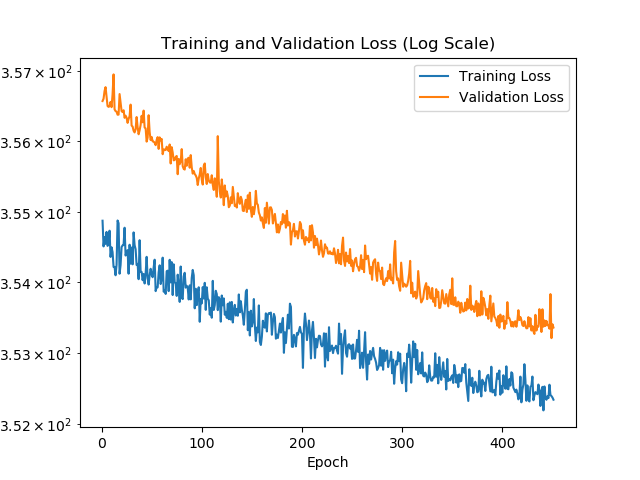 Training and Validation Loss (Log Scale)
Training Loss
Validation Loss
3.57 × 10²
3.56 × 10²
3.55 × 10²
3.54 × 10²
3.53 × 10²
3.52 × 10²
0 100 200 300 400
Epoch